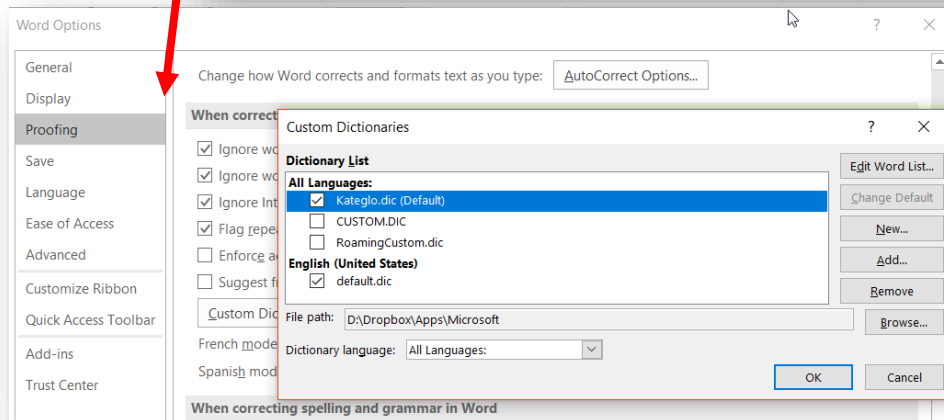 Word Options
General
Display
Proofing
Save
Language
Ease of Access
Advanced
Customize Ribbon
Quick Access Toolbar
Add-ins
Trust Center
Change how Word corrects and formats text as you type: AutoCorrect Options...
When correct
Ignore wo
Ignore wo
Ignore Int
Flag repea
Enforce ac
Suggest fr
Custom Dic
French mode
Spanish mod
When correcting spelling and grammar in Word
Custom Dictionaries
Dictionary List
All Languages:
Kateglo.dic (Default)
CUSTOM.DIC
RoamingCustom.dic
English (United States)
default.dic
Edit Word List...
Change Default
New...
Add...
Remove
File path: D:\Dropbox\Apps\Microsoft Browse...
Dictionary language: All Languages:
OK Cancel